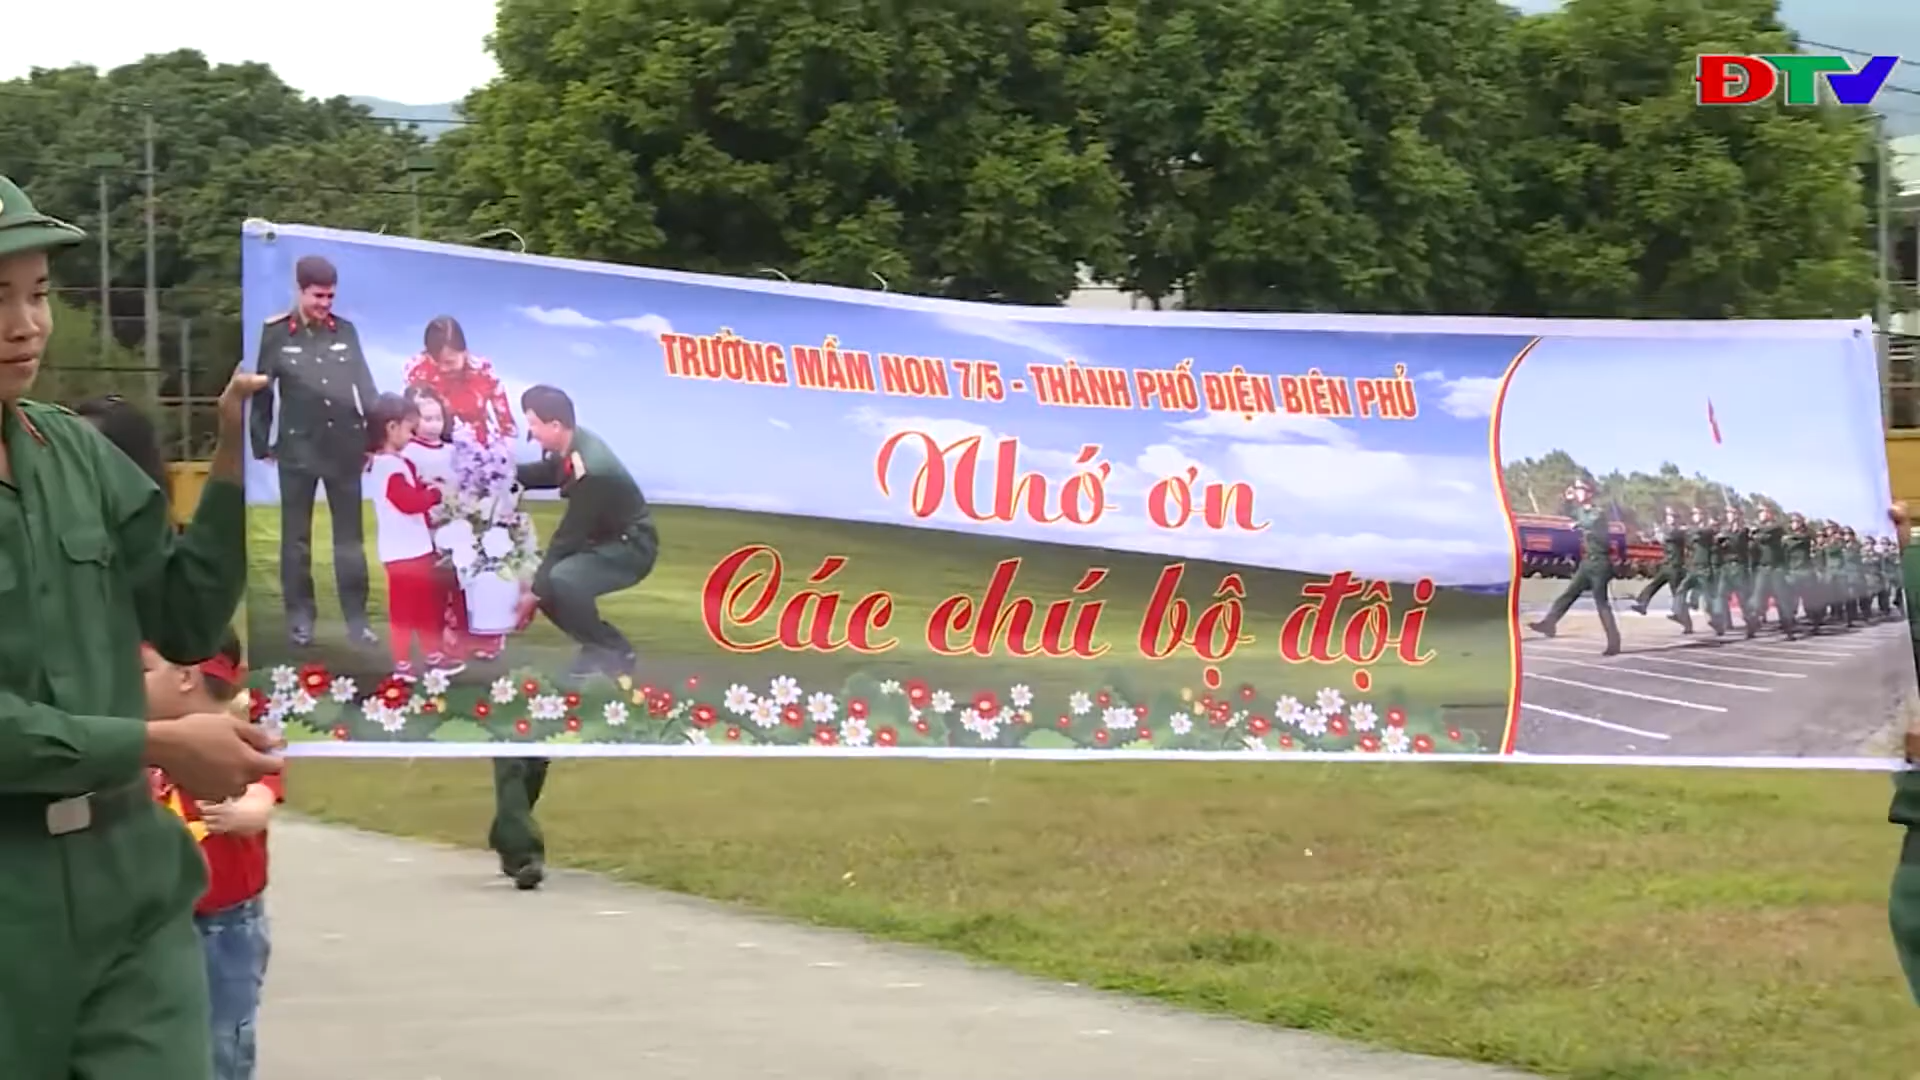 ĐTV
TRƯỜNG MẦM NON 7/5 - THÀNH PHỐ ĐIỆN BIÊN PHỦ
Nhớ ơn
Các chú bộ đội